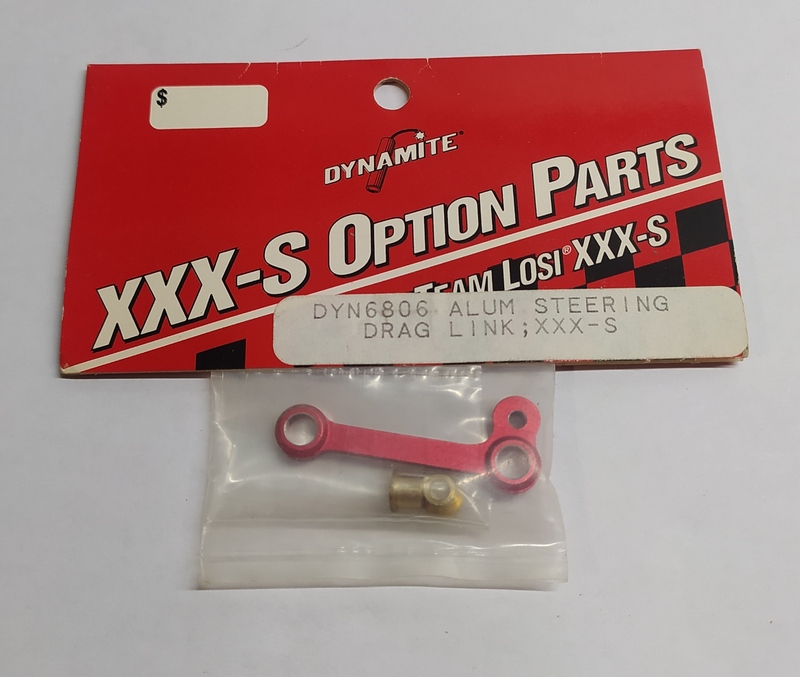 $
DYNAMITE
XXX-S OPTION PARTS
TEAM LOSI® XXX-S
DYN6806 ALUM STEERING
DRAG LINK;XXX-S